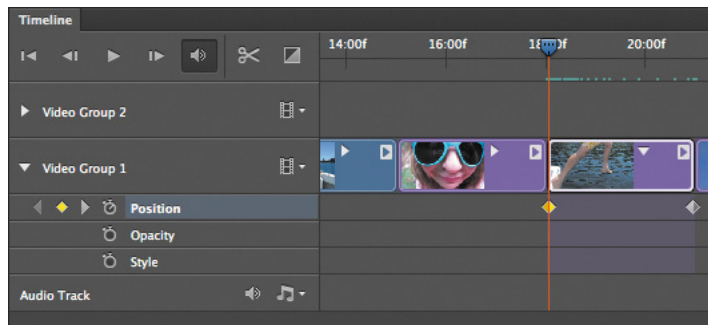 Timeline
14:00f 16:00f 20:00f
Video Group 2
Video Group 1
Position
Opacity
Style
Audio Track